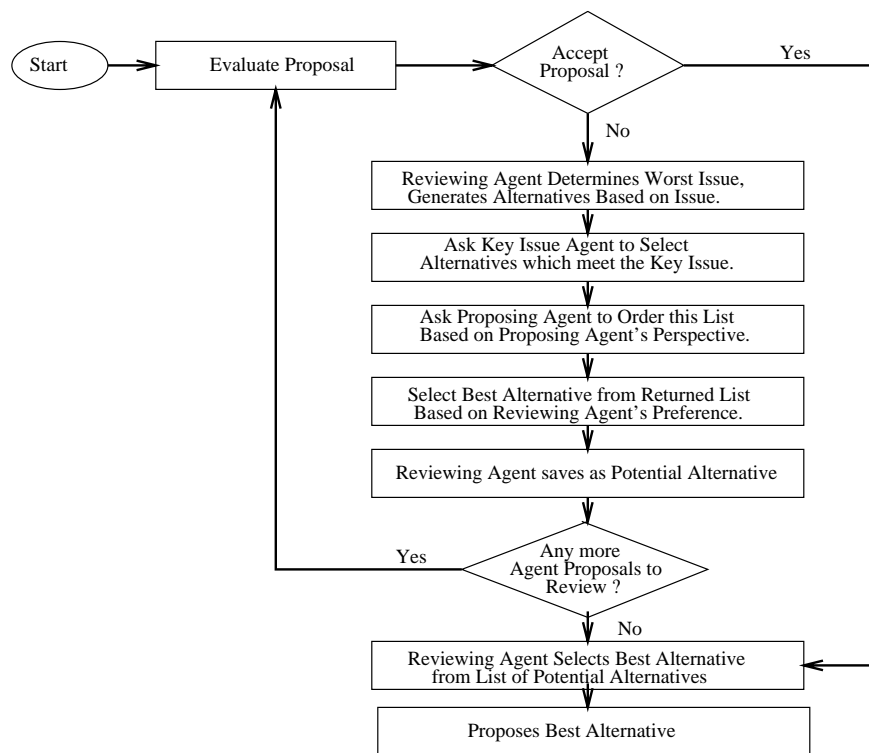 Start
Evaluate Proposal
Accept
Proposal ?
Yes
No
Reviewing Agent Determines Worst Issue,
Generates Alternatives Based on Issue.
Ask Key Issue Agent to Select
Alternatives which meet the Key Issue.
Ask Proposing Agent to Order this List
Based on Proposing Agent's Perspective.
Select Best Alternative from Returned List
Based on Reviewing Agent's Preference.
Reviewing Agent saves as Potential Alternative
Yes
Any more
Agent Proposals to
Review ?
No
Reviewing Agent Selects Best Alternative
from List of Potential Alternatives
Proposes Best Alternative